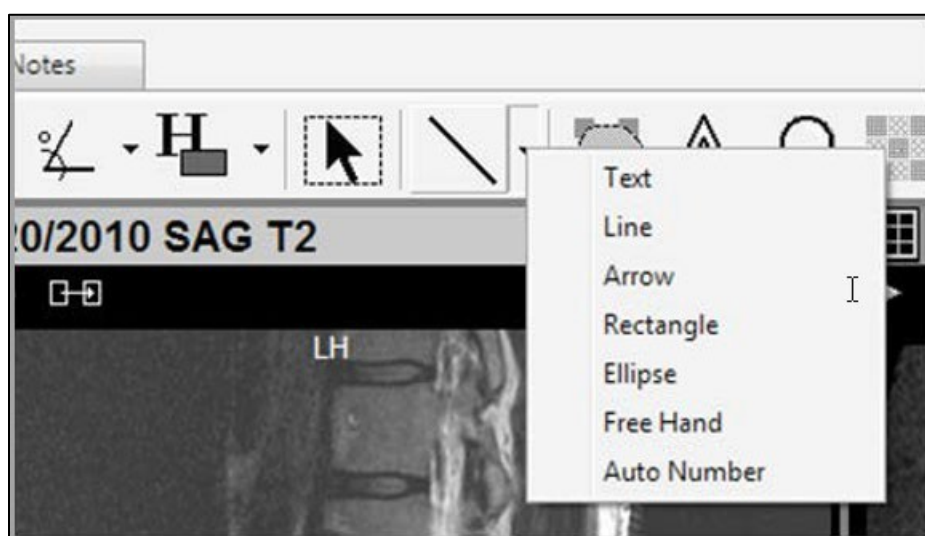 Notes
H
:0/2010 SAG T2
LH
Text
Line
Arrow
Rectangle
Ellipse
Free Hand
Auto Number